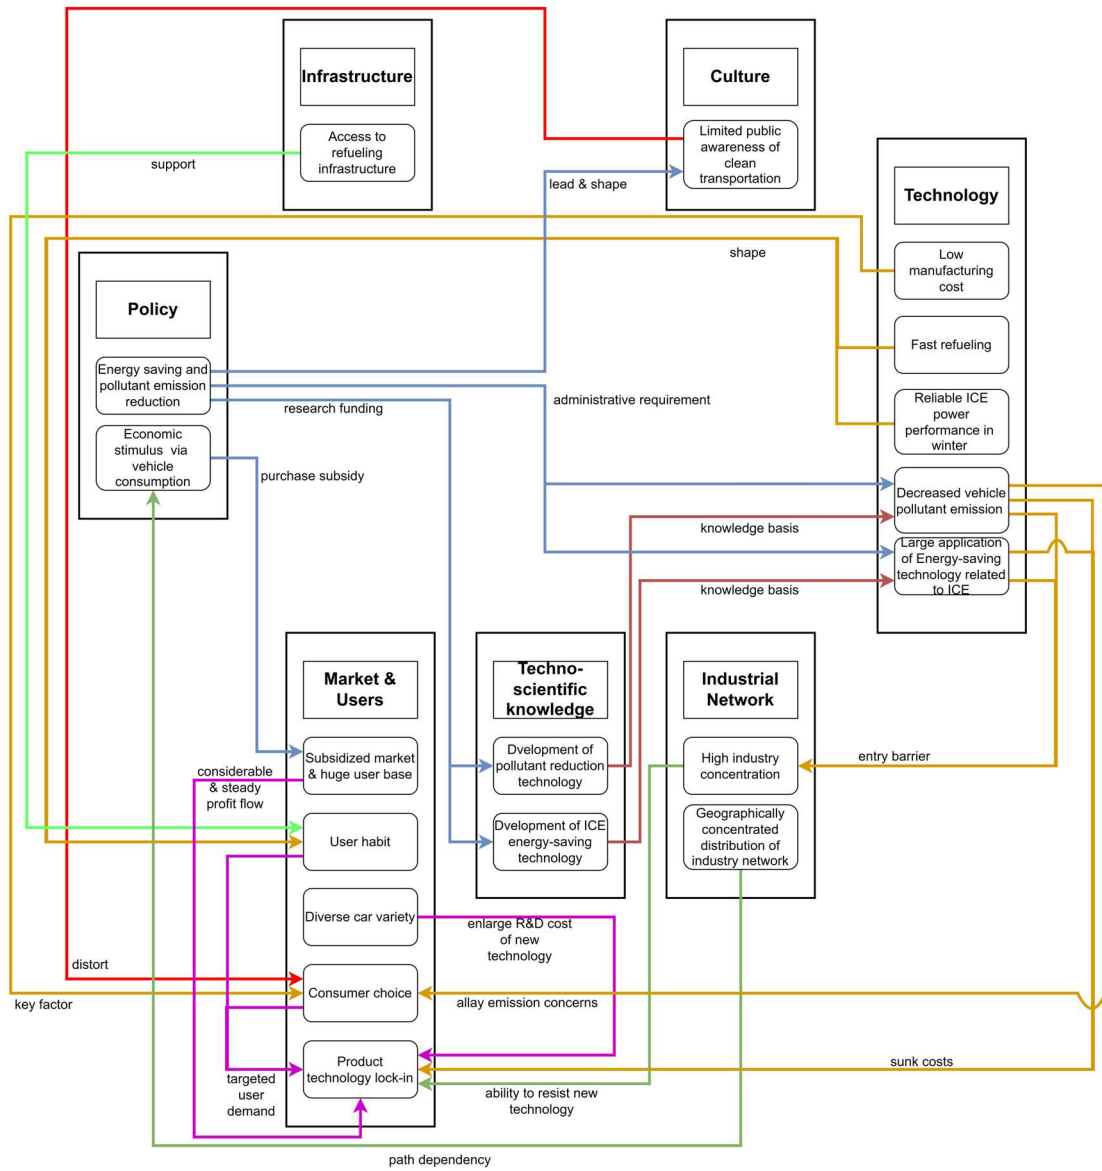 Infrastructure
Access to
refueling
infrastructure
support
Culture
Limited public
awareness of
clean
transportation
lead & shape
Technology
Low
manufacturing
cost
shape
Fast refueling
Reliable ICE
power
performance in
winter
Decreased vehicle
pollutant emission
Large application
of Energy-saving
technology related
to ICE
Policy
Energy saving and
pollutant emission
reduction
research funding
administrative requirement
Economic
stimulus via
vehicle
consumption
purchase subsidy
knowledge basis
knowledge basis
Market &
Users
Subsidized market
& huge user base
considerable
& steady
profit flow
User habit
Diverse car variety
enlarge R&D cost
of new
technology
distort
Consumer choice
key factor
allay emission concerns
Product
technology lock-in
targeted
user
demand
ability to resist new
technology
sunk costs
path dependency
Techno-
scientific
knowledge
Dvelopment of
pollutant reduction
technology
Dvelopment of ICE
energy-saving
technology
Industrial
Network
High industry
concentration
entry barrier
Geographically
concentrated
distribution of
industry network